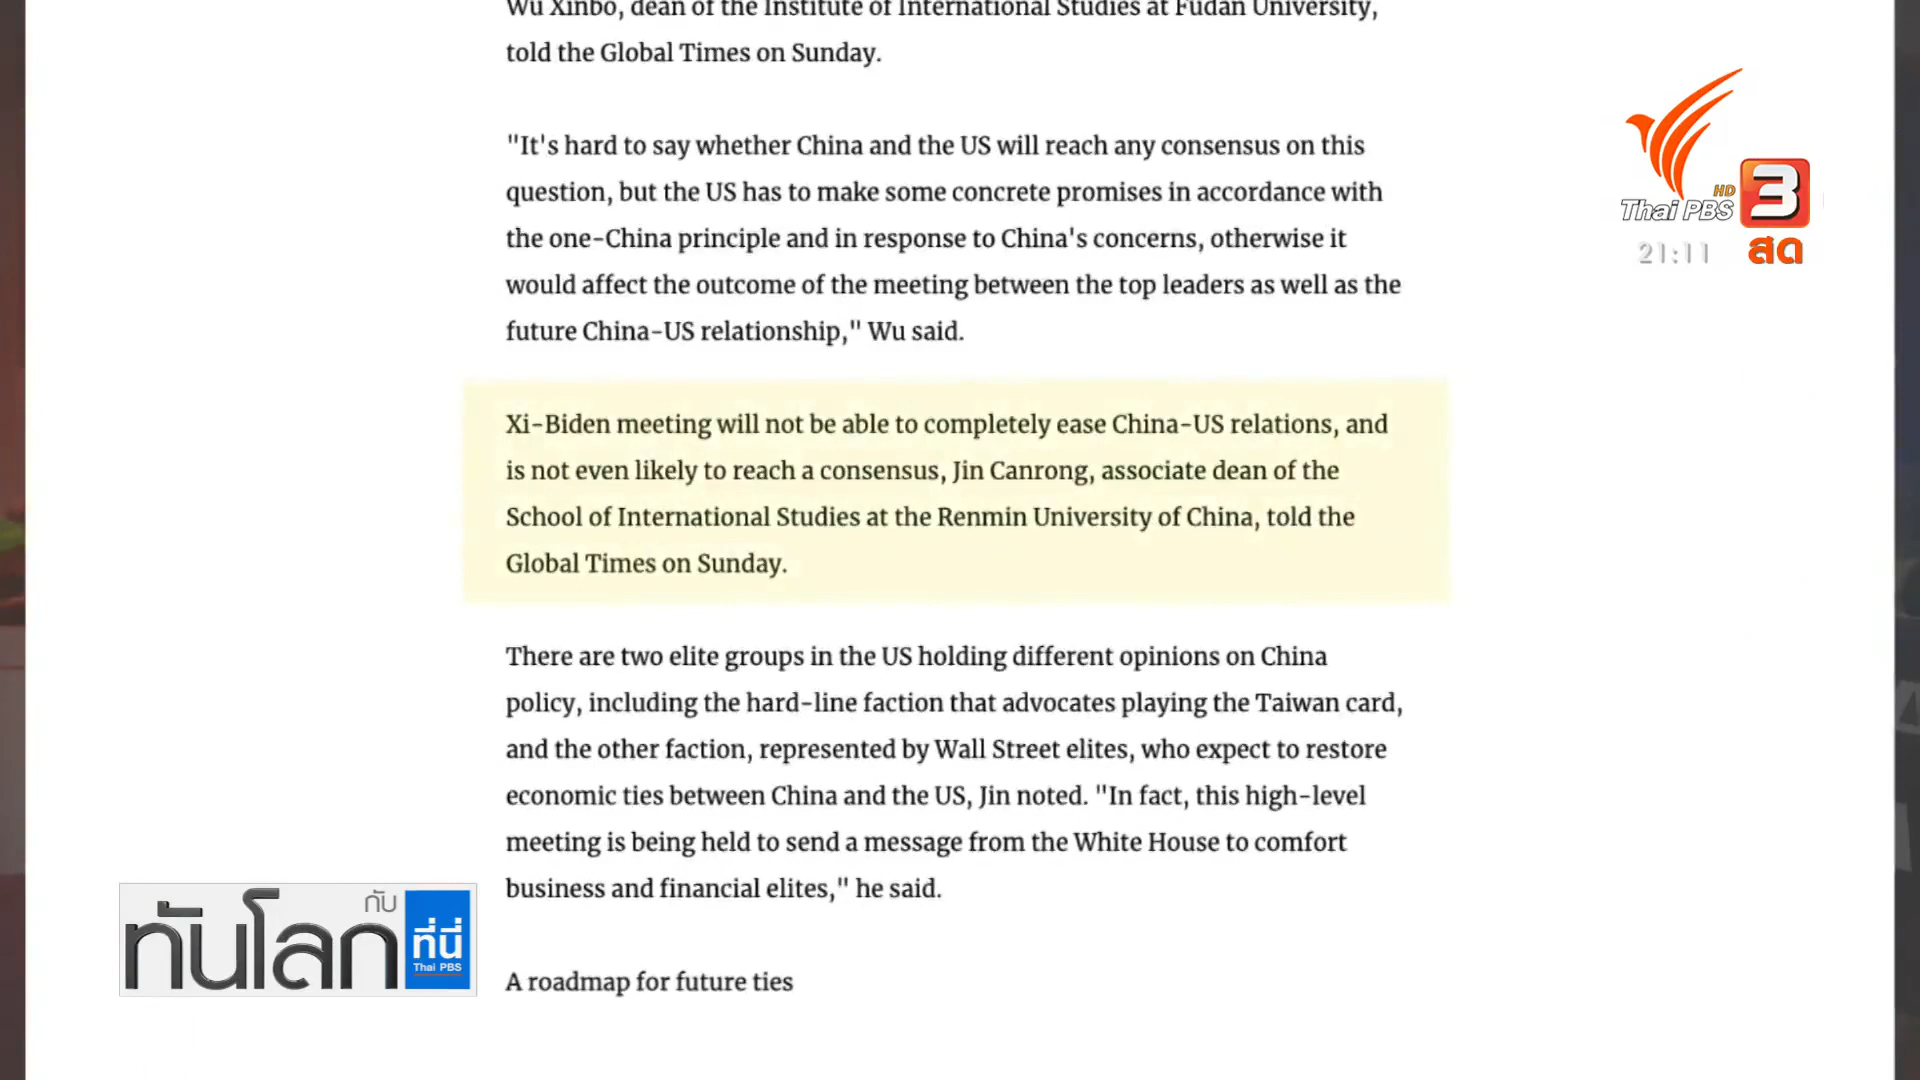 Wu Xinbo, dean of the Institute of International Studies at Fudan University,
told the Global Times on Sunday.
"It's hard to say whether China and the US will reach any consensus on this
question, but the US has to make some concrete promises in accordance with
the one-China principle and in response to China's concerns, otherwise it
would affect the outcome of the meeting between the top leaders as well as the
future China-US relationship," Wu said.
Xi-Biden meeting will not be able to completely ease China-US relations, and
is not even likely to reach a consensus, Jin Canrong, associate dean of the
School of International Studies at the Renmin University of China, told the
Global Times on Sunday.
There are two elite groups in the US holding different opinions on China
policy, including the hard-line faction that advocates playing the Taiwan card,
and the other faction, represented by Wall Street elites, who expect to restore
economic ties between China and the US, Jin noted. "In fact, this high-level
meeting is being held to send a message from the White House to comfort
business and financial elites," he said.
A roadmap for future ties
HD
Thai PBS 3
21:11 สด
ทันโลก กับ ที่นี่
Thai PBS